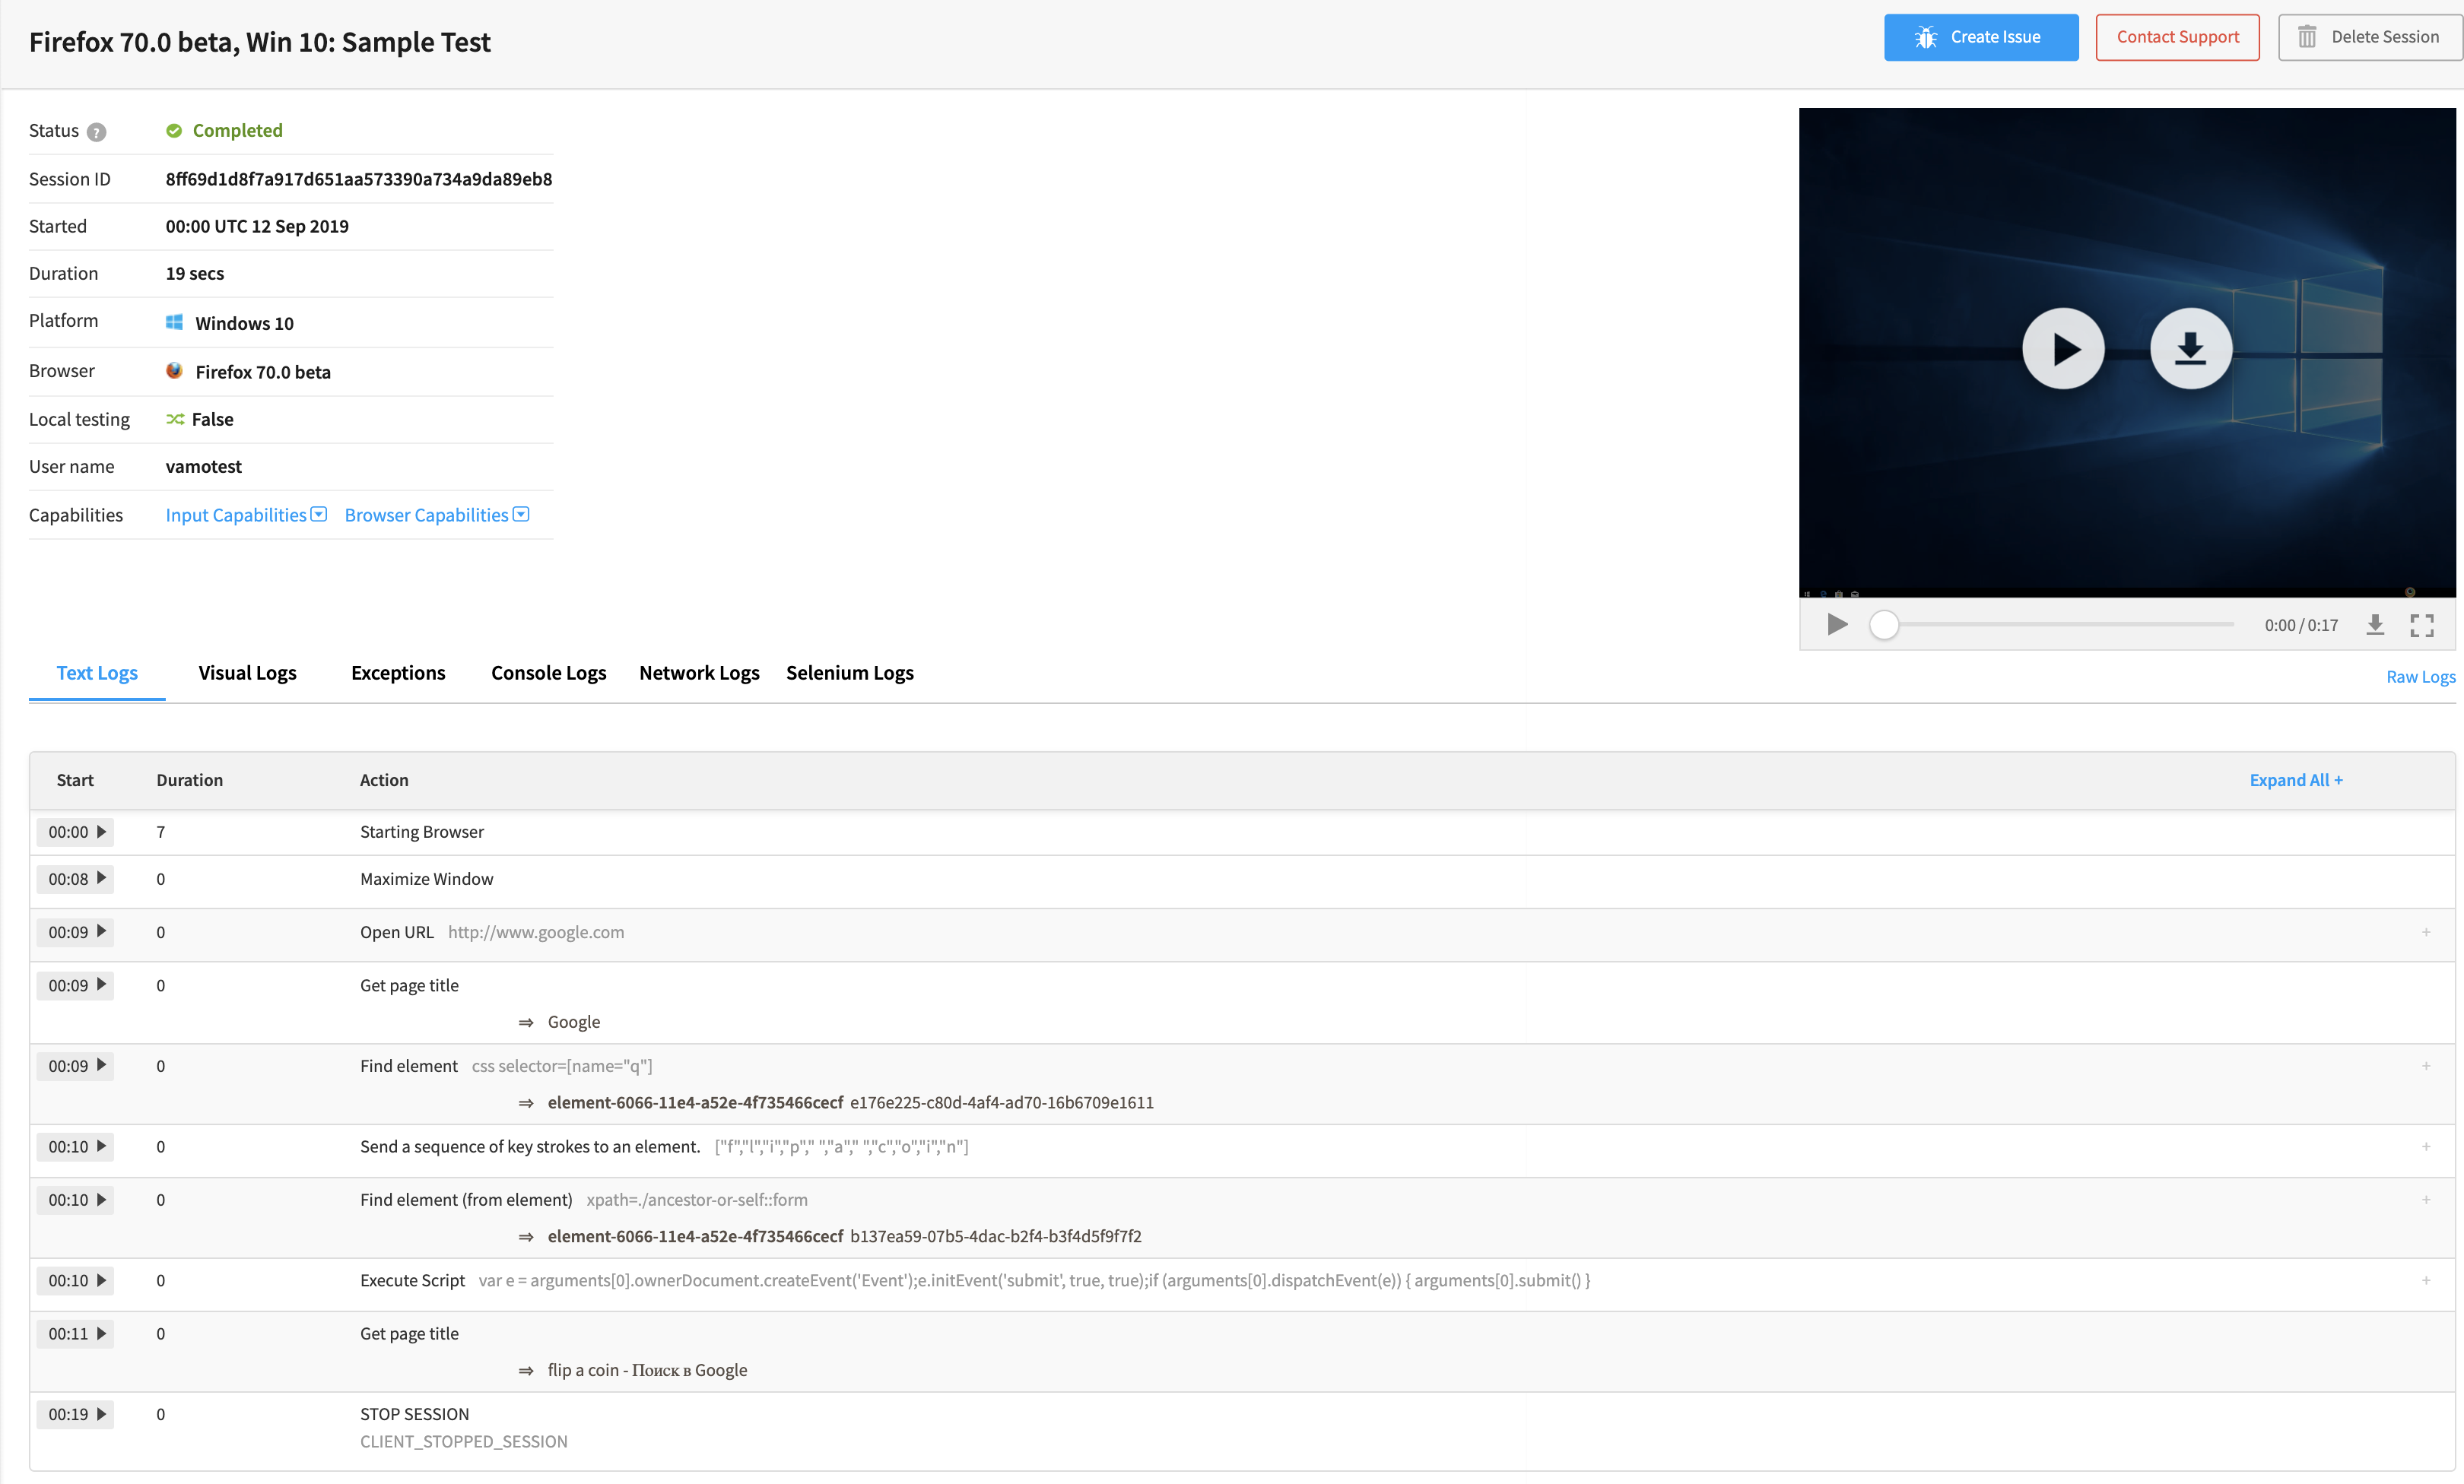 Firefox 70.0 beta, Win 10: Sample Test
Create Issue
Contact Support
Delete Session
Status ?
Completed
Session ID
8ff69d1d8f7a917d651aa573390a734a9da89eb8
Started
00:00 UTC 12 Sep 2019
Duration
19 secs
Platform
Windows 10
Browser
Firefox 70.0 beta
Local testing
False
User name
vamotest
Capabilities
Input Capabilities
Browser Capabilities
0:00 / 0:17
Text Logs
Visual Logs
Exceptions
Console Logs
Network Logs
Selenium Logs
Raw Logs
Start
Duration
Action
Expand All +
00:00
7
Starting Browser
00:08
0
Maximize Window
00:09
0
Open URL http://www.google.com
+
00:09
0
Get page title
⇒ Google
00:09
0
Find element css selector=[name="q"]
+
⇒ element-6066-11e4-a52e-4f735466cecf e176e225-c80d-4af4-ad70-16b6709e1611
00:10
0
Send a sequence of key strokes to an element. ["f","l","i","p"," ","a"," ","c","o","i","n"]
+
00:10
0
Find element (from element) xpath=./ancestor-or-self::form
+
⇒ element-6066-11e4-a52e-4f735466cecf b137ea59-07b5-4dac-b2f4-b3f4d5f9f7f2
00:10
0
Execute Script var e = arguments[0].ownerDocument.createEvent('Event');e.initEvent('submit', true, true);if (arguments[0].dispatchEvent(e)) { arguments[0].submit() }
+
00:11
0
Get page title
⇒ flip a coin - Поиск в Google
00:19
0
STOP SESSION
CLIENT_STOPPED_SESSION